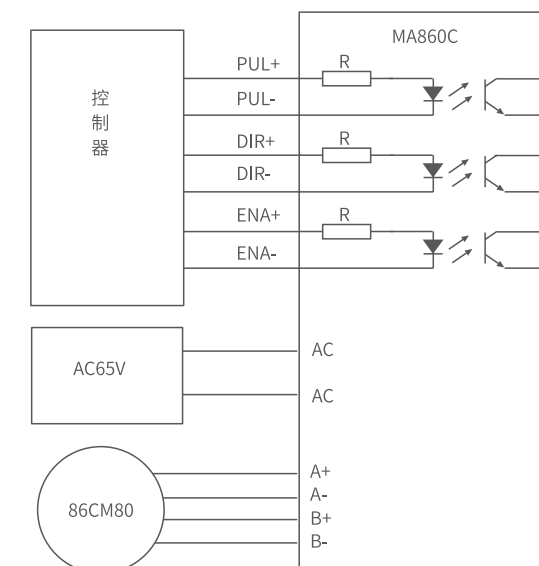 MA860C
控
制
器
PUL+
R
PUL-
DIR+
R
DIR-
ENA+
R
ENA-
AC65V
AC
AC
86CM80
A+
A-
B+
B-